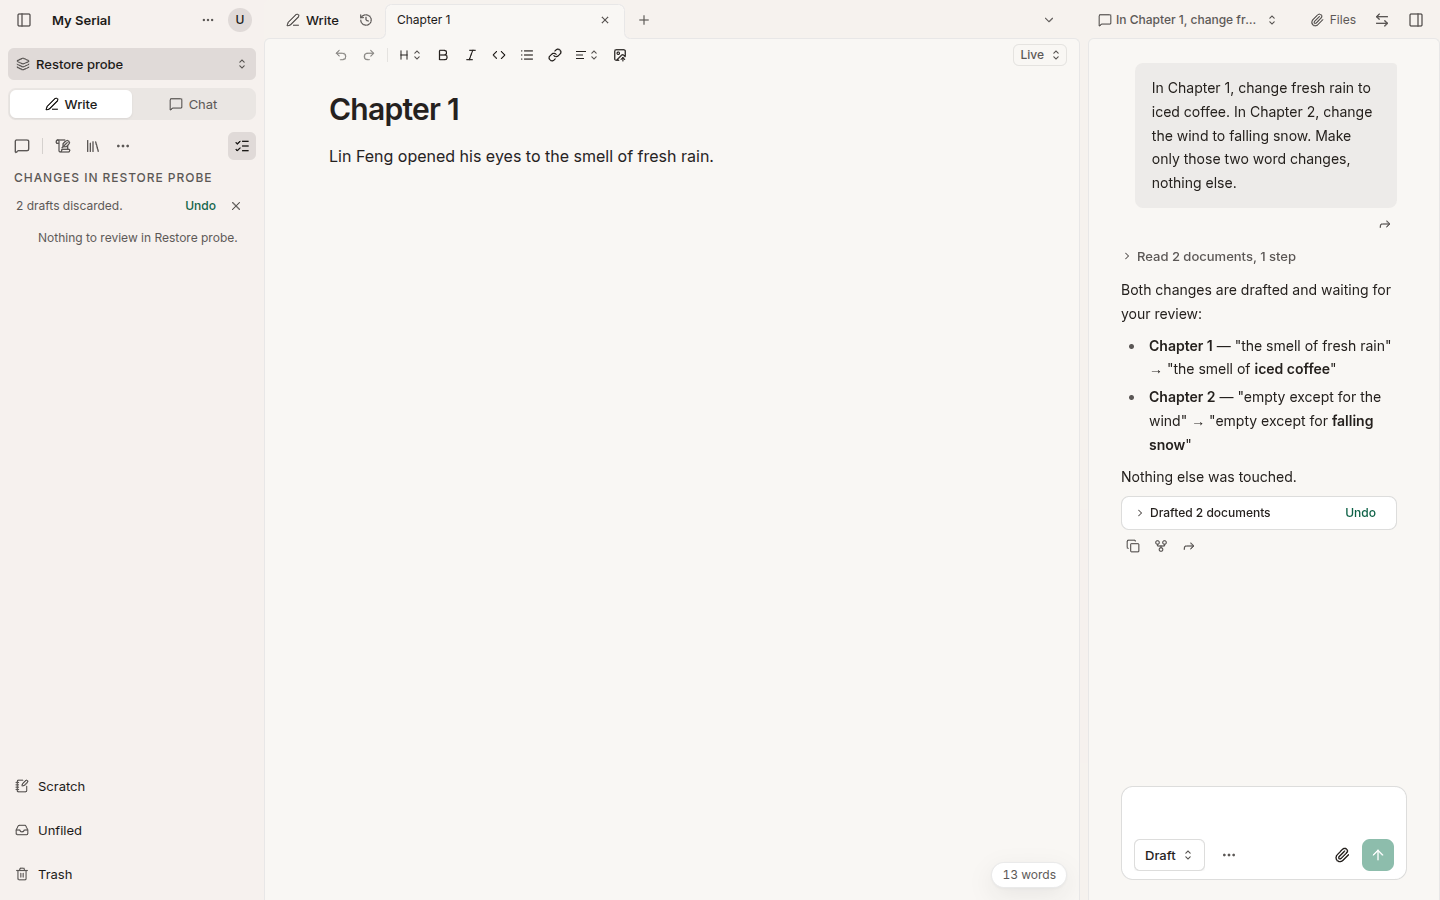 My Serial
U
Write
Chapter 1
In Chapter 1, change fr...
Files
Restore probe
Write
Chat
H
B
I
Live
CHANGES IN RESTORE PROBE
2 drafts discarded.
Undo
Nothing to review in Restore probe.
Chapter 1
Lin Feng opened his eyes to the smell of fresh rain.
In Chapter 1, change fresh rain to
iced coffee. In Chapter 2, change
the wind to falling snow. Make
only those two word changes,
nothing else.
Read 2 documents, 1 step
Both changes are drafted and waiting for
your review:
• Chapter 1 — "the smell of fresh rain"
→ "the smell of iced coffee"
• Chapter 2 — "empty except for the
wind" → "empty except for falling
snow"
Nothing else was touched.
Drafted 2 documents
Undo
Scratch
Unfiled
Trash
13 words
Draft